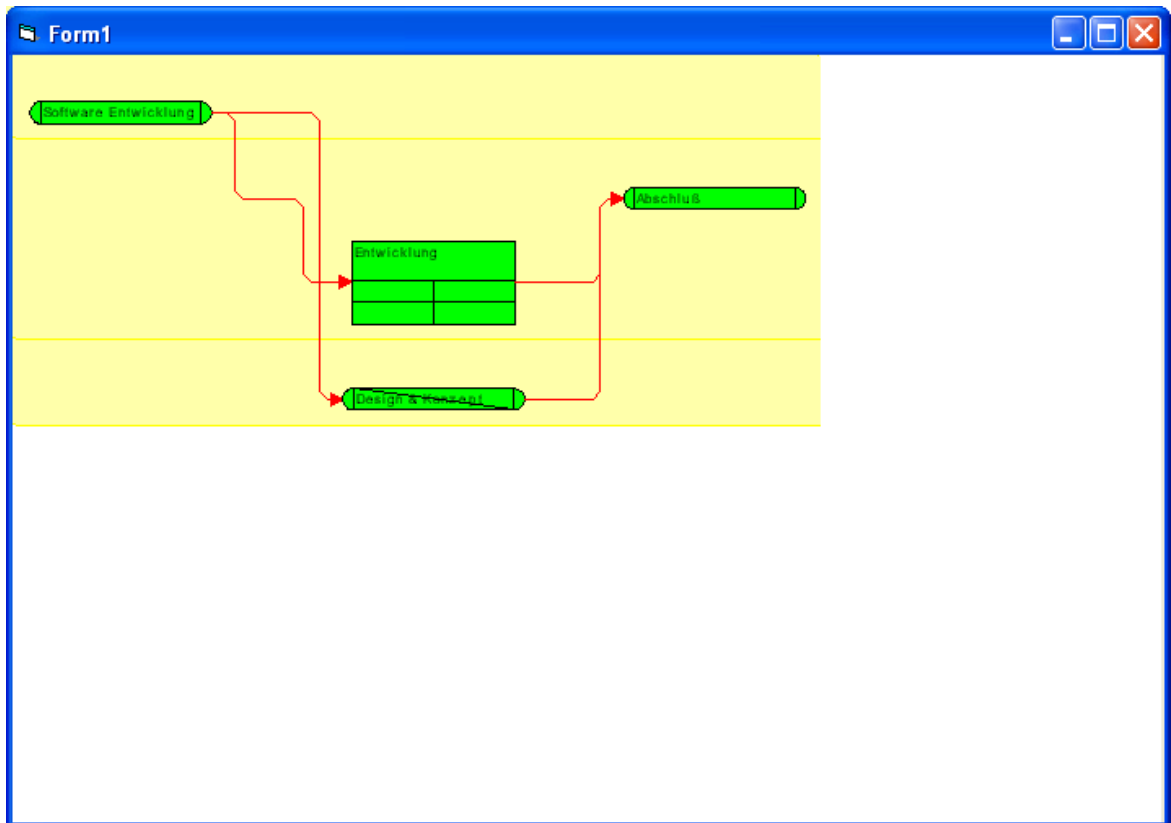 Form1
Software Entwicklung
Abschluß
Entwicklung
Design & Konzept